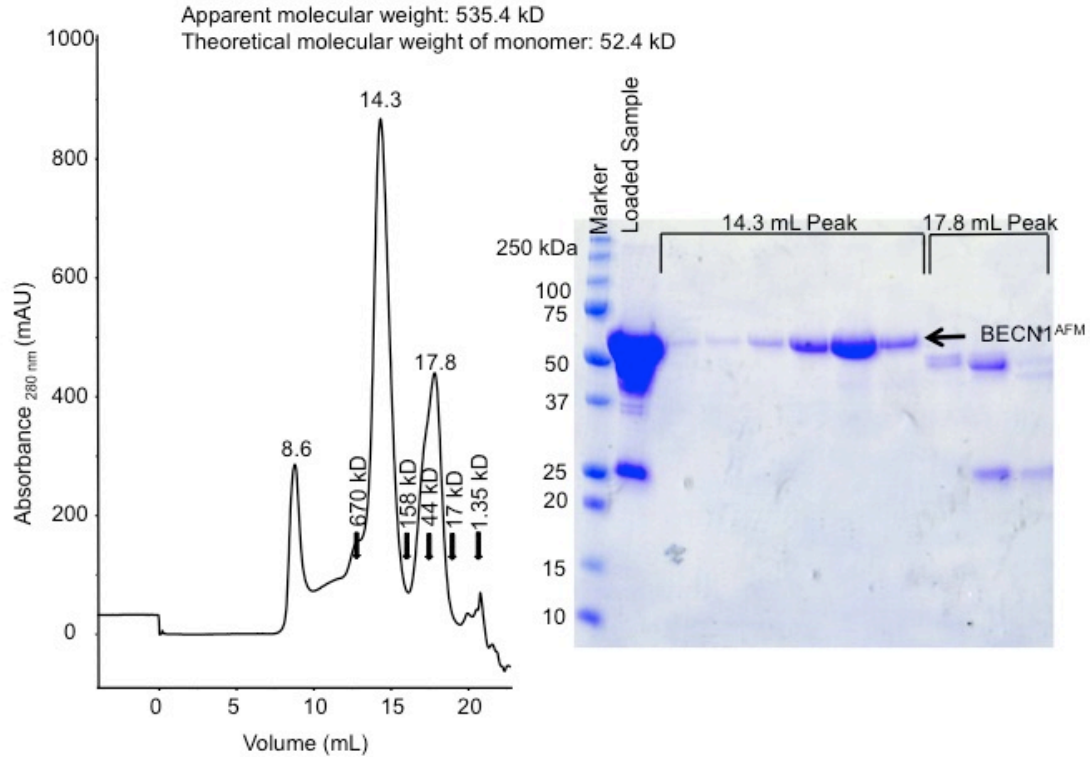 Apparent molecular weight: 535.4 kD
Theoretical molecular weight of monomer: 52.4 kD
1000
800
600
400
200
0
Absorbance 280 nm (mAU)
14.3
17.8
8.6
670 kD
158 kD
44 kD
17 kD
1.35 kD
0
5
10
15
20
Volume (mL)
Marker
Loaded Sample
14.3 mL Peak
17.8 mL Peak
250 kDa
100
75
50
37
25
20
15
10
BECN1AFM